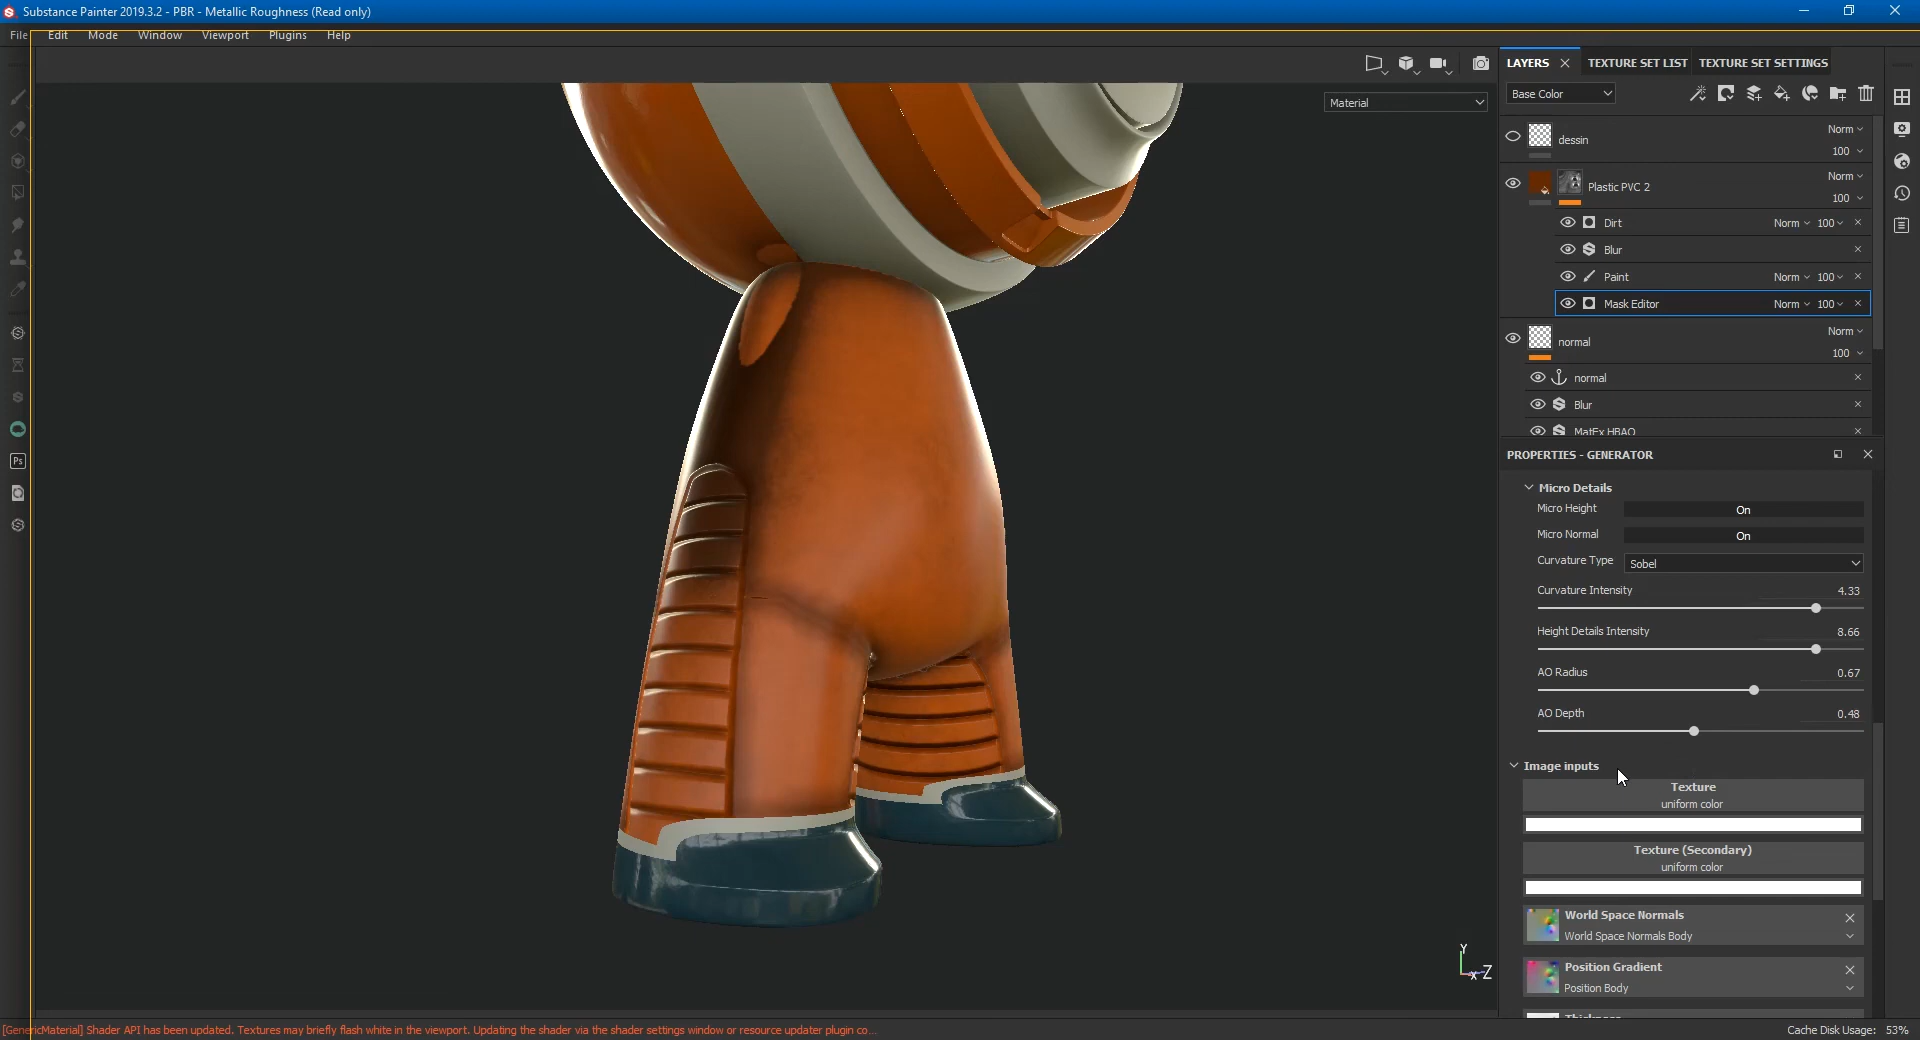 Substance Painter 2019.3.2 - PBR - Metallic Roughness (Read only)
File Edit Mode Window Viewport Plugins Help
Material
LAYERS TEXTURE SET LIST TEXTURE SET SETTINGS
Base Color
Norm
dessin
100
Norm
Plastic PVC 2
100
Dirt Norm 100
Blur
Paint Norm 100
Mask Editor Norm 100
Norm
normal
100
normal
Blur
MatFx HBAO
PROPERTIES - GENERATOR
Micro Details
Micro Height On
Micro Normal On
Curvature Type Sobel
Curvature Intensity 4.33
Height Details Intensity 8.66
AO Radius 0.67
AO Depth 0.48
Image inputs
Texture
uniform color
Texture (Secondary)
uniform color
World Space Normals
World Space Normals Body
Position Gradient
Position Body
Thickness
Ps
Y
X Z
[GenericMaterial] Shader API has been updated. Textures may briefly flash white in the viewport. Updating the shader via the shader settings window or resource updater plugin co...
Cache Disk Usage: 53%